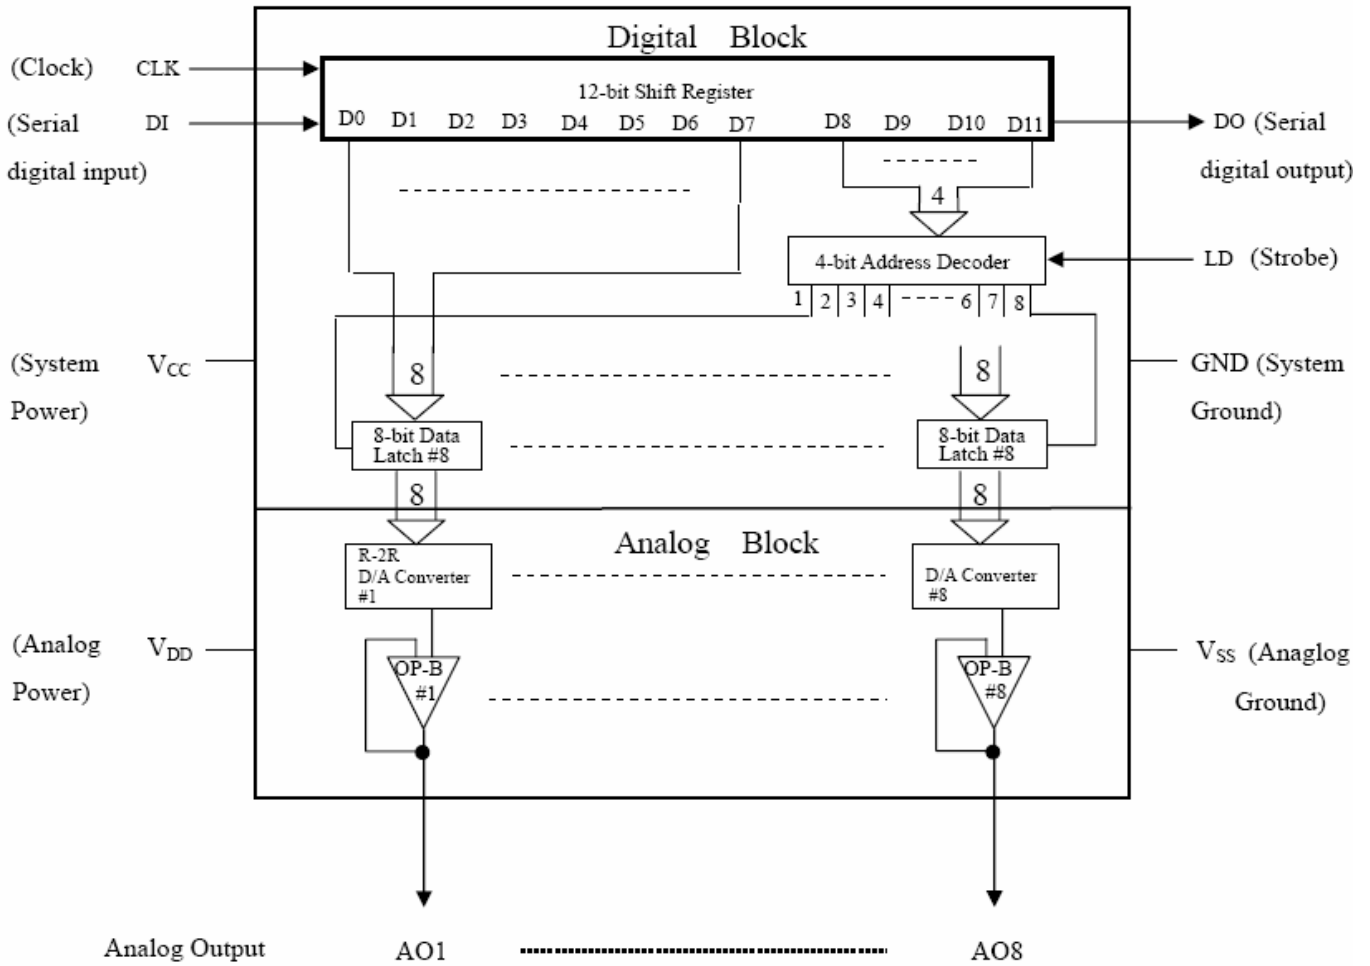 Digital Block
(Clock) CLK
12-bit Shift Register
(Serial DI
digital input)
D0 D1 D2 D3 D4 D5 D6 D7 D8 D9 D10 D11
DO (Serial
digital output)
4
4-bit Address Decoder
LD (Strobe)
1 2 3 4 6 7 8
(System VCC
Power)
GND (System
Ground)
8 8
8-bit Data
Latch #8
8-bit Data
Latch #8
8 8
Analog Block
R-2R
D/A Converter
#1
D/A Converter
#8
(Analog VDD
Power)
VSS (Anaglog
Ground)
OP-B
#1
OP-B
#8
Analog Output AO1 AO8